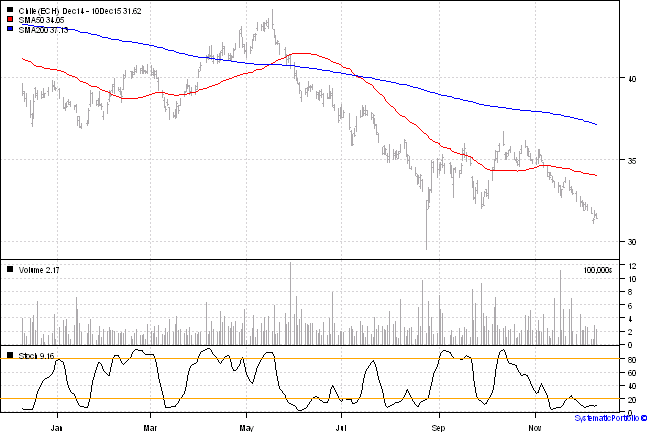 Chile (ECH) Dec14 - 10Dec15 31.62
SMA50 34.05
SMA200 37.13
40
35
30
Volume 2.17
100,000s
12
10
8
6
4
2
0
Stoch 9.16
80
60
40
20
0
Jan Mar May Jul Sep Nov
SystematicPortfolio ©